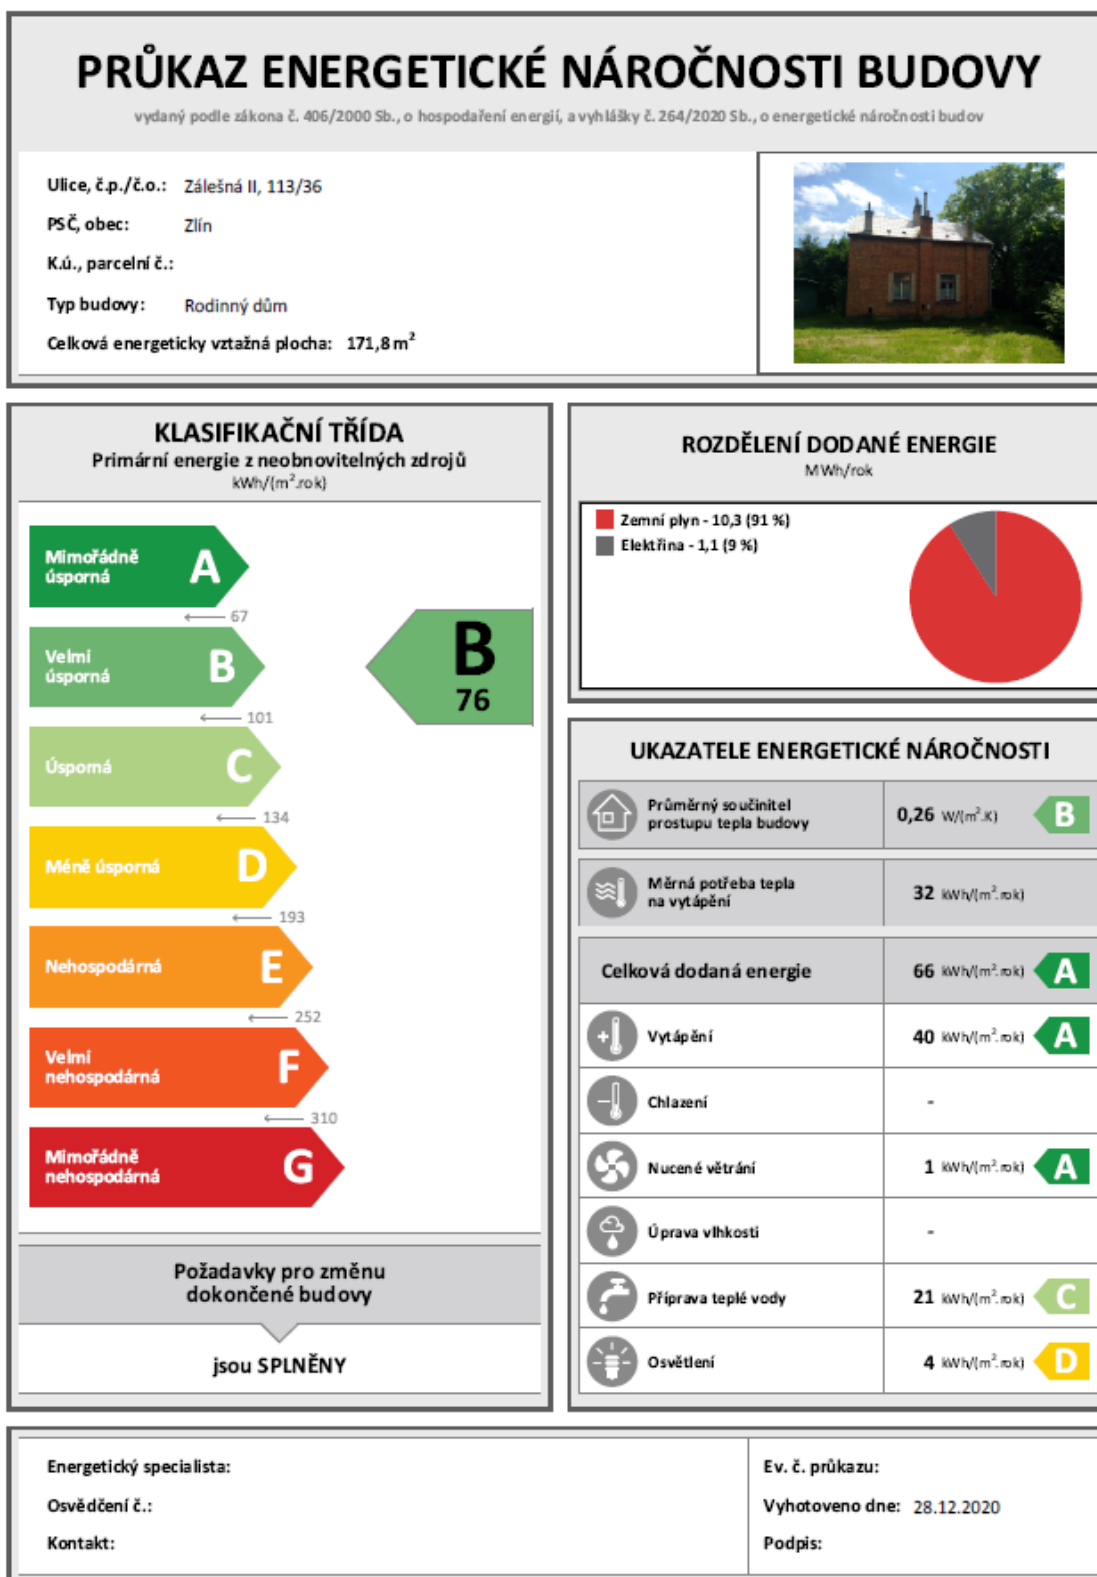 PRŮKAZ ENERGETICKÉ NÁROČNOSTI BUDOVY
vydaný podle zákona č. 406/2000 Sb., o hospodaření energií, a vyhlášky č. 264/2020 Sb., o energetické náročnosti budov
Ulice, č.p./č.o.: Zálešná II, 113/36
PSČ, obec: Zlín
K.ú., parcelní č.:
Typ budovy: Rodinný dům
Celková energeticky vztažná plocha: 171,8 m²
KLASIFIKAČNÍ TŘÍDA
Primární energie z neobnovitelných zdrojů
kWh/(m².rok)
Mimořádně
úsporná
A
67
Velmi
úsporná
B
101
Úsporná
C
134
Méně úsporná
D
193
Nehospodárná
E
252
Velmi
nehospodárná
F
310
Mimořádně
nehospodárná
G
B
76
Požadavky pro změnu
dokončené budovy
jsou SPLNĚNY
ROZDĚLENÍ DODANÉ ENERGIE
MWh/rok
Zemní plyn - 10,3 (91 %)
Elektřina - 1,1 (9 %)
UKAZATELE ENERGETICKÉ NÁROČNOSTI
Průměrný součinitel
prostupu tepla budovy
0,26 W/(m².K) B
Měrná potřeba tepla
na vytápění
32 kWh/(m².rok)
Celková dodaná energie 66 kWh/(m².rok) A
Vytápění 40 kWh/(m².rok) A
Chlazení -
Nucené větrání 1 kWh/(m².rok) A
Úprava vlhkosti -
Příprava teplé vody 21 kWh/(m².rok) C
Osvětlení 4 kWh/(m².rok) D
Energetický specialista:
Osvědčení č.:
Kontakt:
Ev. č. průkazu:
Vyhotoveno dne: 28.12.2020
Podpis: